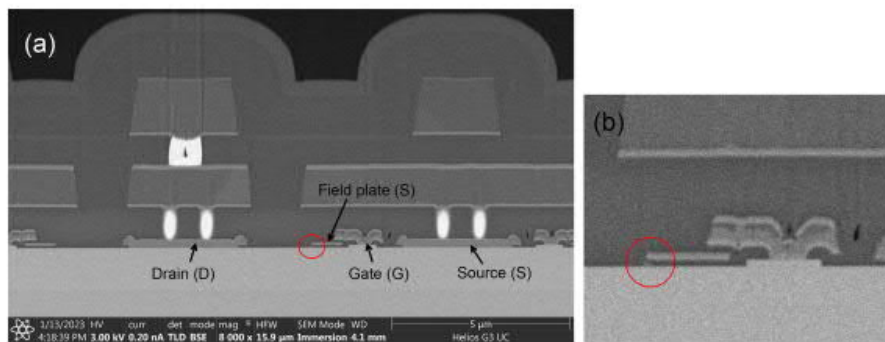 (a)
(b)
Field plate (S)
Drain (D)
Gate (G)
Source (S)
1/13/2023 HV curr det mode mag HFW SEM Mode WD 5 µm
4:18:39 PM 3.00 kV 0.20 nA TLD BSE 8 000 x 15.9 µm Immersion 4.1 mm Helios G3 UC